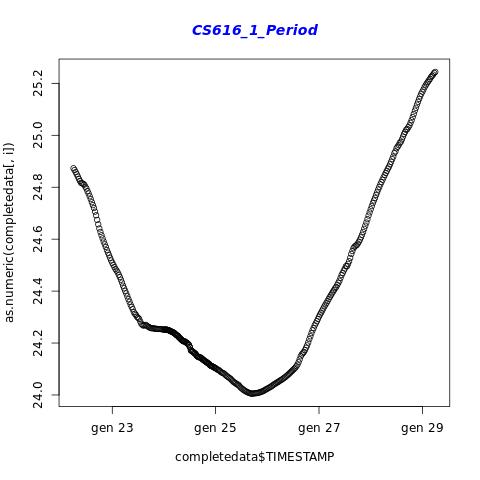 CS616_1_Period
as.numeric(completedata[, i])
25.2
25.0
24.8
24.6
24.4
24.2
24.0
gen 23 gen 25 gen 27 gen 29
completedata$TIMESTAMP